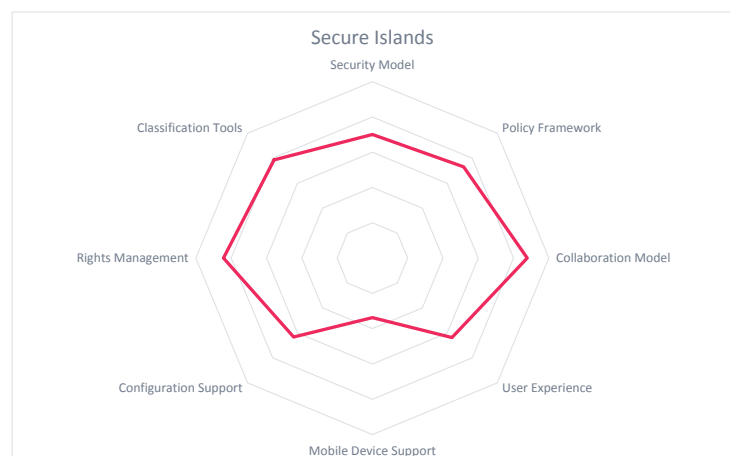 Secure Islands
Security Model
Classification Tools
Policy Framework
Rights Management
Collaboration Model
Configuration Support
User Experience
Mobile Device Support